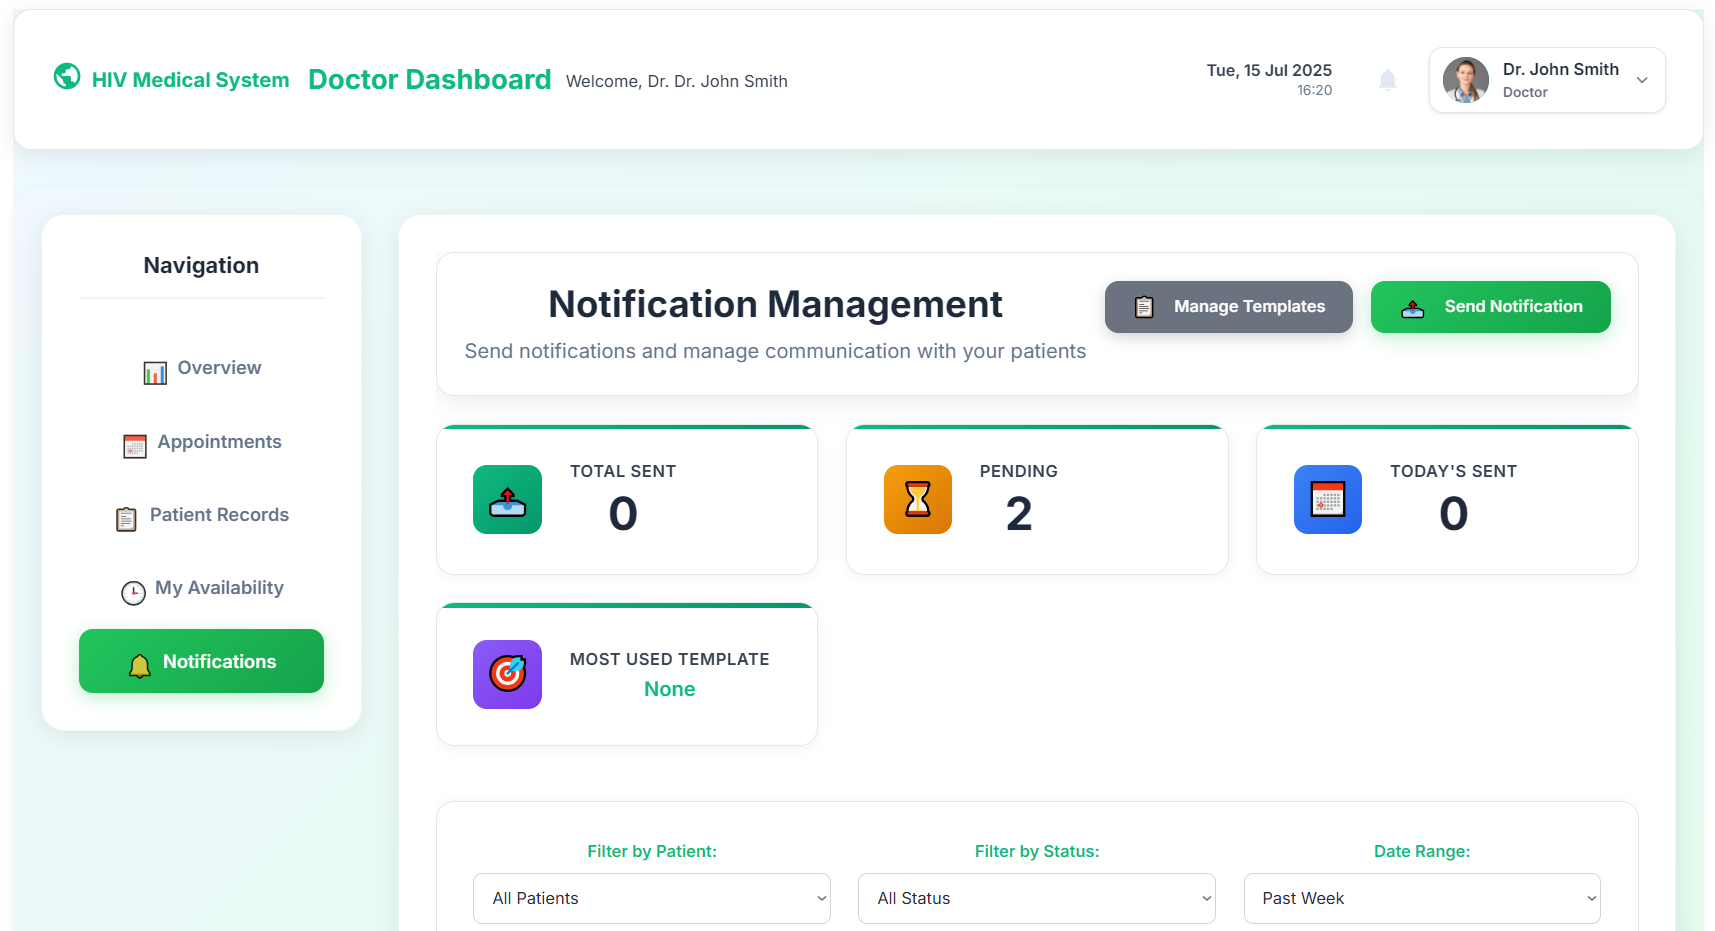 HIV Medical System
Doctor Dashboard
Welcome, Dr. Dr. John Smith
Tue, 15 Jul 2025
16:20
Dr. John Smith
Doctor
Navigation
Overview
Appointments
Patient Records
My Availability
Notifications
Notification Management
Send notifications and manage communication with your patients
Manage Templates
Send Notification
TOTAL SENT
0
PENDING
2
TODAY'S SENT
0
MOST USED TEMPLATE
None
Filter by Patient:
All Patients
Filter by Status:
All Status
Date Range:
Past Week